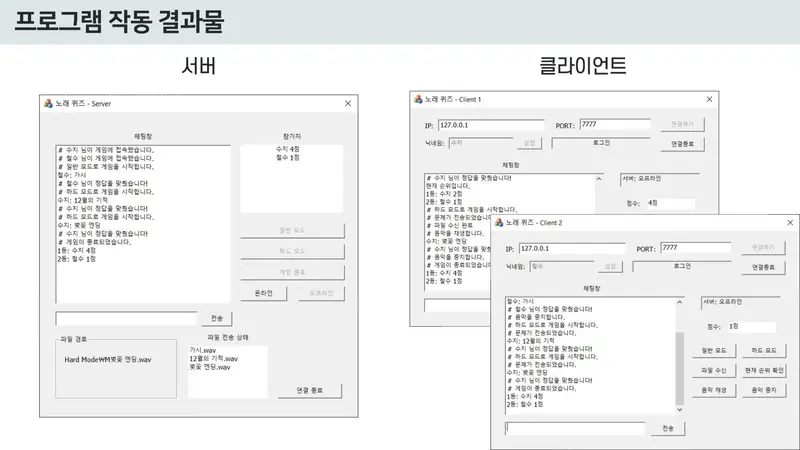 프로그램 작동 결과물
서버
클라이언트
노래 퀴즈 - Server
채팅창
참가자
# 수지 님이 게임에 접속했습니다.
# 철수 님이 게임에 접속했습니다.
# 일반 모드로 게임을 시작합니다.
철수: 가시
# 철수 님이 정답을 맞췄습니다!
# 하드 모드로 게임을 시작합니다.
수지: 12월의 기적
# 수지 님이 정답을 맞췄습니다!
# 하드 모드로 게임을 시작합니다.
수지: 벚꽃 엔딩
# 수지 님이 정답을 맞췄습니다!
# 게임이 종료되었습니다.
1등: 수지 4점
2등: 철수 1점
수지 4점
철수 1점
일반 모드
하드 모드
게임 종료
온라인
오프라인
전송
파일 경로
Hard Mode₩M벚꽃 엔딩.wav
파일 전송 상태
가시.wav
12월의 기적.wav
벚꽃 엔딩.wav
연결 종료
노래 퀴즈 - Client 1
IP: 127.0.0.1
PORT: 7777
연결하기
닉네임: 수지
설정
로그인
연결종료
채팅창
# 수지 님이 정답을 맞췄습니다!
현재 순위입니다.
1등: 수지 2점
2등: 철수 1점
# 하드 모드로 게임을 시작합니
# 문제가 전송되었습니
# 파일 수신 완료
# 음악을 재생합니다.
수지: 벚꽃 엔딩
# 수지 님이 정답을 맞췄
# 음악을 중지합니다.
# 게임이 종료되었습니
1등: 수지 4점
2등: 철수 1점
서버: 오프라인
점수: 4점
노래 퀴즈 - Client 2
IP: 127.0.0.1
PORT: 7777
연결하기
닉네임: 철수
설정
로그인
연결종료
채팅창
철수: 가시
# 철수 님이 정답을 맞췄습니다!
# 음악을 중지합니다.
# 하드 모드로 게임을 시작합니다.
# 문제가 전송되었습니다.
수지: 12월의 기적
# 수지 님이 정답을 맞췄습니다!
# 하드 모드로 게임을 시작합니다.
# 문제가 전송되었습니다.
수지: 벚꽃 엔딩
# 수지 님이 정답을 맞췄습니다!
# 게임이 종료되었습니다.
1등: 수지 4점
2등: 철수 1점
서버: 오프라인
점수: 1점
일반 모드
하드 모드
파일 수신
현재 순위 확인
음악 재생
음악 중지
전송